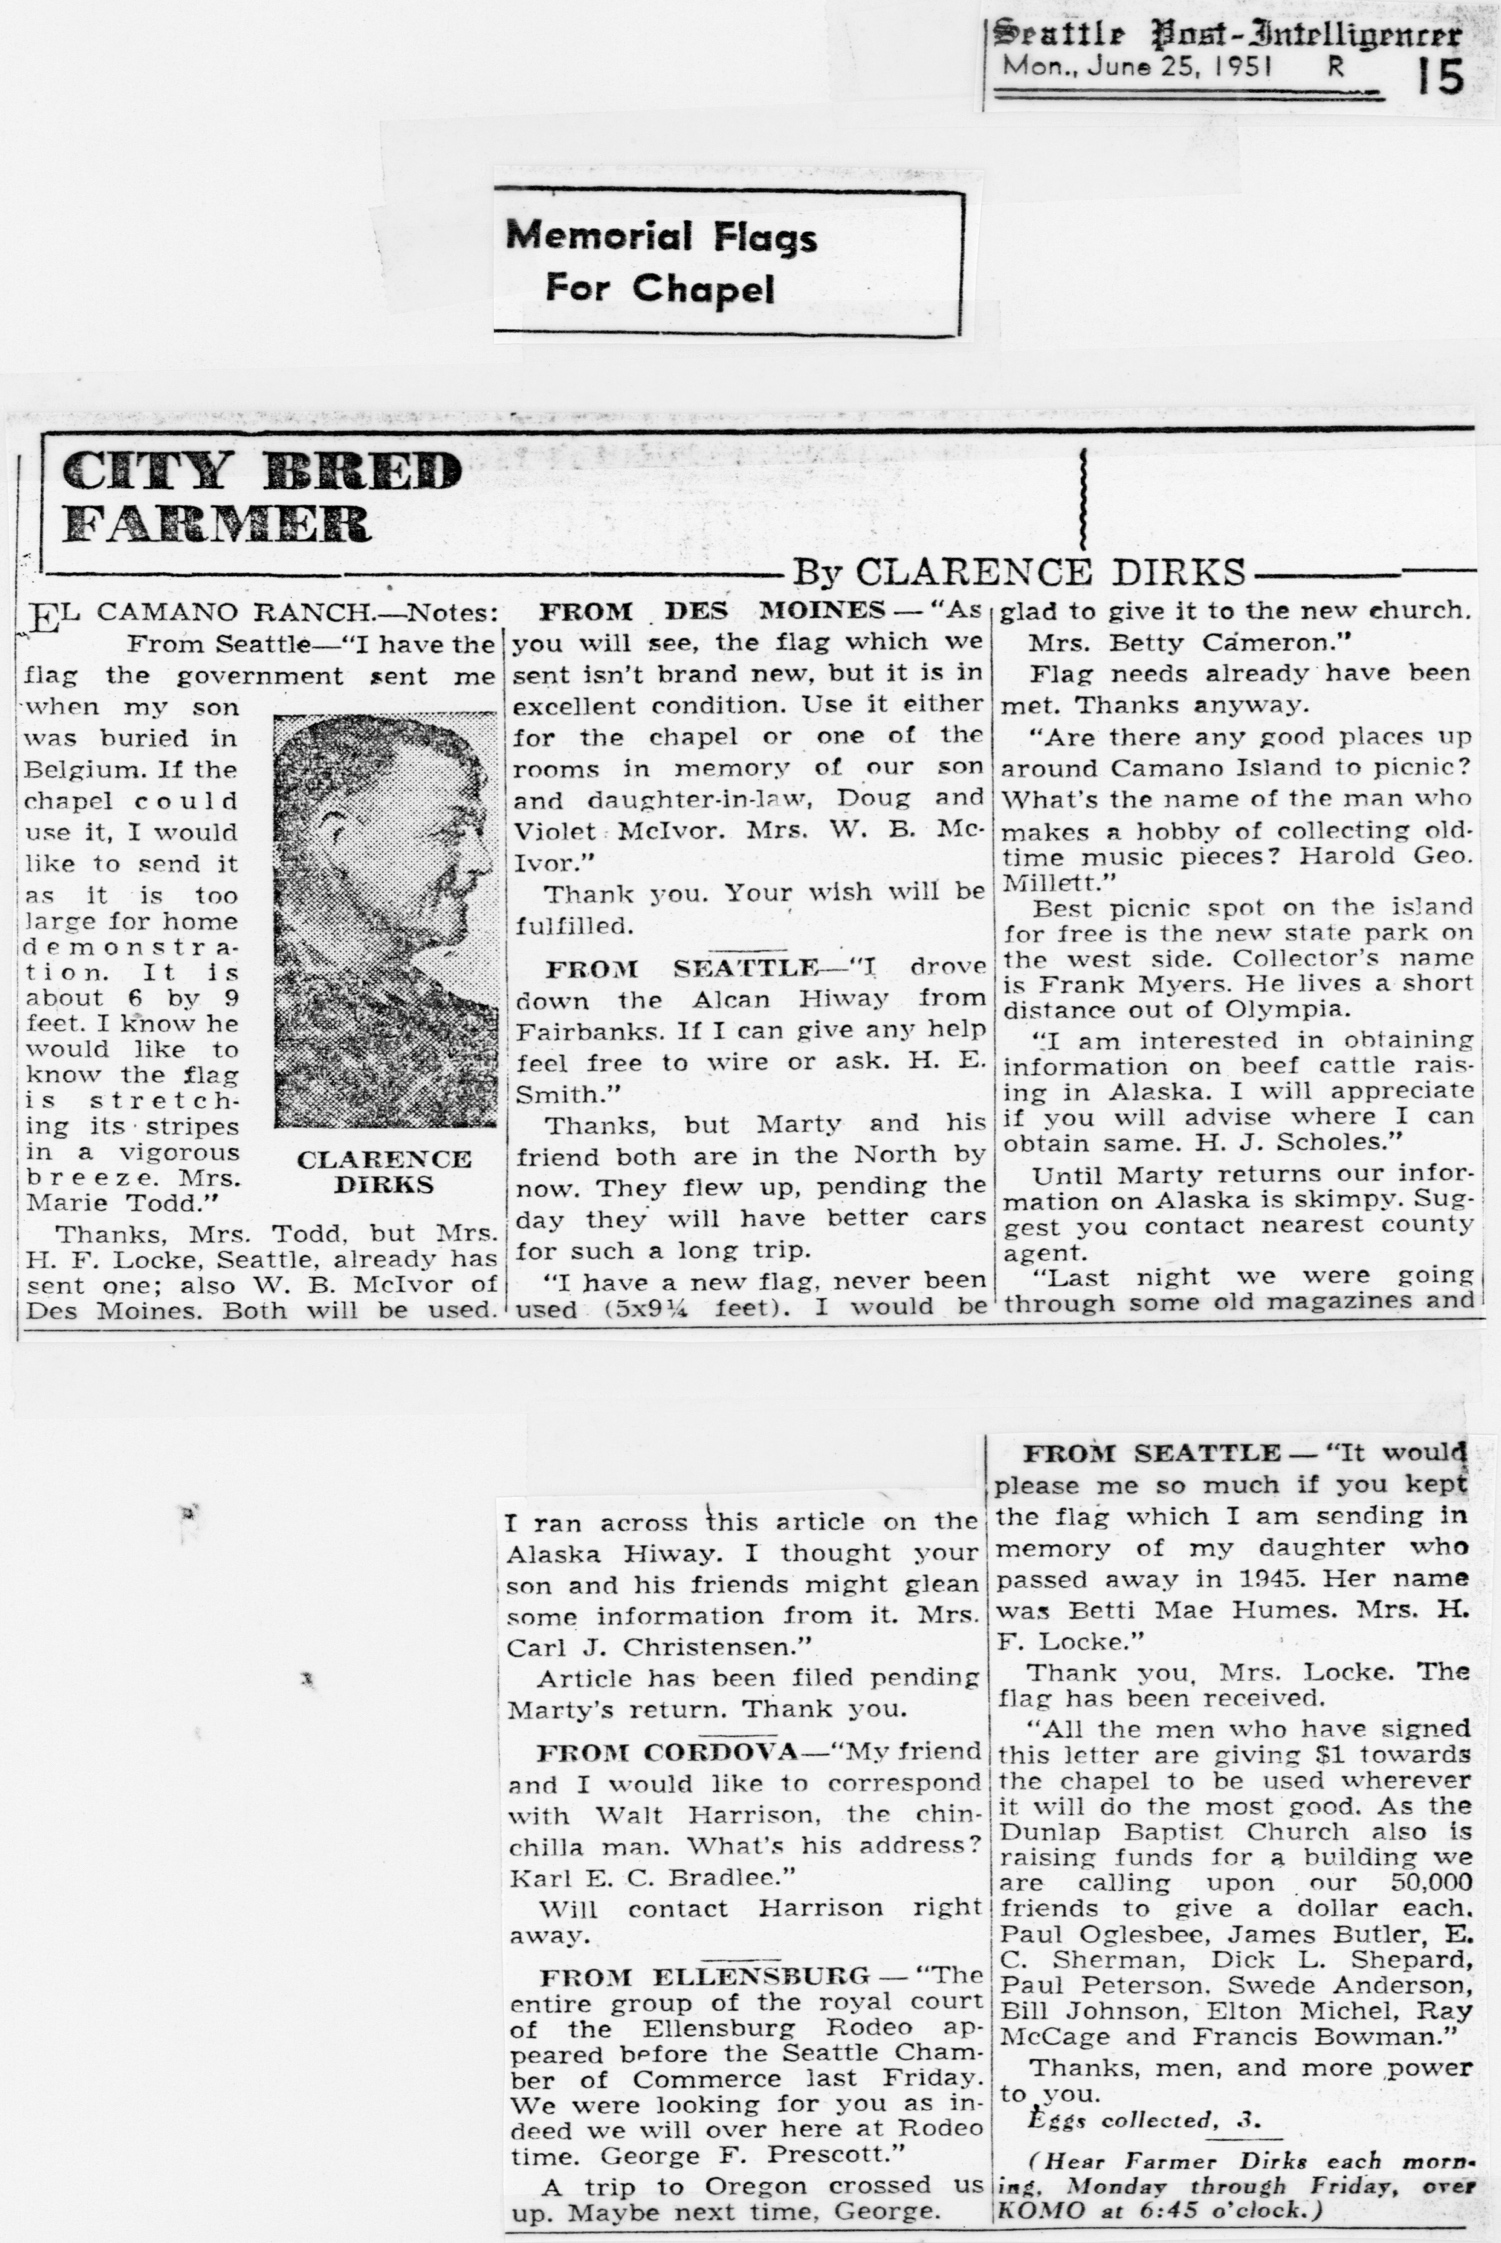 Seattle Post-Intelligencer
Mon., June 25, 1951 R 15
Memorial Flags
For Chapel
CITY BRED
FARMER
By CLARENCE DIRKS
EL CAMANO RANCH.—Notes:
From Seattle—“I have the
flag the government sent me
when my son
was buried in
Belgium. If the
chapel could
use it, I would
like to send it
as it is too
large for home
demonstra-
tion. It is
about 6 by 9
feet. I know he
would like to
know the flag
is stretch-
ing its stripes
in a vigorous
breeze. Mrs.
Marie Todd.”
CLARENCE
DIRKS
Thanks, Mrs. Todd, but Mrs.
H. F. Locke, Seattle, already has
sent one; also W. B. McIvor of
Des Moines. Both will be used.
FROM DES MOINES — “As
you will see, the flag which we
sent isn't brand new, but it is in
excellent condition. Use it either
for the chapel or one of the
rooms in memory of our son
and daughter-in-law, Doug and
Violet McIvor. Mrs. W. B. Mc-
Ivor.”
Thank you. Your wish will be
fulfilled.
FROM SEATTLE—“I drove
down the Alcan Hiway from
Fairbanks. If I can give any help
feel free to wire or ask. H. E.
Smith.”
Thanks, but Marty and his
friend both are in the North by
now. They flew up, pending the
day they will have better cars
for such a long trip.
“I have a new flag, never been
used (5x9¼ feet). I would be
glad to give it to the new church.
Mrs. Betty Cameron.”
Flag needs already have been
met. Thanks anyway.
“Are there any good places up
around Camano Island to picnic?
What's the name of the man who
makes a hobby of collecting old-
time music pieces? Harold Geo.
Millett.”
Best picnic spot on the island
for free is the new state park on
the west side. Collector's name
is Frank Myers. He lives a short
distance out of Olympia.
“I am interested in obtaining
information on beef cattle rais-
ing in Alaska. I will appreciate
if you will advise where I can
obtain same. H. J. Scholes.”
Until Marty returns our infor-
mation on Alaska is skimpy. Sug-
gest you contact nearest county
agent.
“Last night we were going
through some old magazines and
I ran across this article on the
Alaska Hiway. I thought your
son and his friends might glean
some information from it. Mrs.
Carl J. Christensen.”
Article has been filed pending
Marty's return. Thank you.
FROM CORDOVA—“My friend
and I would like to correspond
with Walt Harrison, the chin-
chilla man. What's his address?
Karl E. C. Bradlee.”
Will contact Harrison right
away.
FROM ELLENSBURG — “The
entire group of the royal court
of the Ellensburg Rodeo ap-
peared before the Seattle Cham-
ber of Commerce last Friday.
We were looking for you as in-
deed we will over here at Rodeo
time. George F. Prescott.”
A trip to Oregon crossed us
up. Maybe next time, George.
FROM SEATTLE — “It would
please me so much if you kept
the flag which I am sending in
memory of my daughter who
passed away in 1945. Her name
was Betti Mae Humes. Mrs. H.
F. Locke.”
Thank you, Mrs. Locke. The
flag has been received.
“All the men who have signed
this letter are giving $1 towards
the chapel to be used wherever
it will do the most good. As the
Dunlap Baptist Church also is
raising funds for a building we
are calling upon our 50,000
friends to give a dollar each.
Paul Oglesbee, James Butler, E.
C. Sherman, Dick L. Shepard,
Paul Peterson, Swede Anderson,
Bill Johnson, Elton Michel, Ray
McCage and Francis Bowman.”
Thanks, men, and more power
to you.
Eggs collected, 3.
(Hear Farmer Dirks each morn-
ing, Monday through Friday, over
KOMO at 6:45 o'clock.)